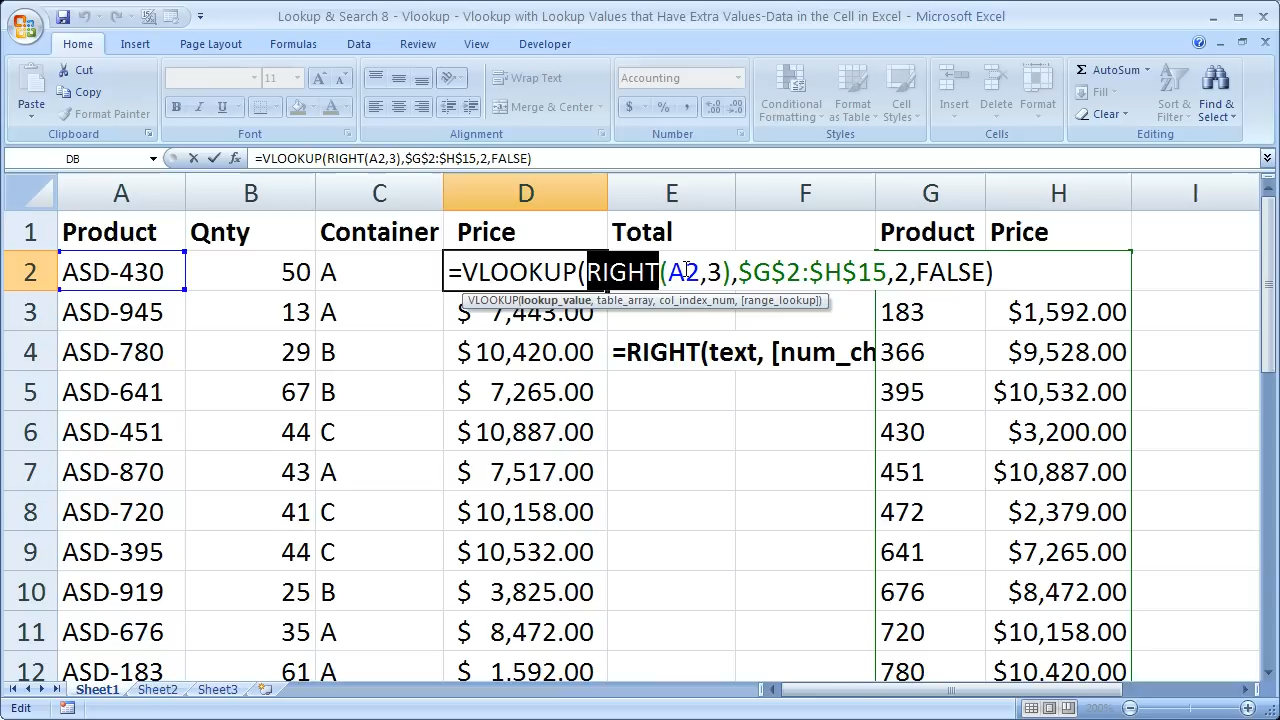 Lookup & Search 8 - Vlookup - Vlookup with Lookup Values that Have Extra Values-Data in the Cell in Excel - Microsoft Excel
Home Insert Page Layout Formulas Data Review View Developer
Paste Cut Copy Format Painter
11 B I U
Wrap Text Merge & Center
Accounting $ % ,
Conditional Formatting Format as Table Cell Styles
Insert Delete Format
Σ AutoSum Fill Clear Sort & Filter Find & Select
Clipboard Font Alignment Number Styles Cells Editing
DB =VLOOKUP(RIGHT(A2,3),$G$2:$H$15,2,FALSE)
A B C D E F G H I
1 Product Qnty Container Price Total Product Price
2 ASD-430 50 A =VLOOKUP(RIGHT(A2,3),$G$2:$H$15,2,FALSE)
VLOOKUP(lookup_value, table_array, col_index_num, [range_lookup])
3 ASD-945 13 A $ 7,443.00 183 $1,592.00
4 ASD-780 29 B $ 10,420.00 =RIGHT(text, [num_ch 366 $9,528.00
5 ASD-641 67 B $ 7,265.00 395 $10,532.00
6 ASD-451 44 C $ 10,887.00 430 $3,200.00
7 ASD-870 43 A $ 7,517.00 451 $10,887.00
8 ASD-720 41 C $ 10,158.00 472 $2,379.00
9 ASD-395 44 C $ 10,532.00 641 $7,265.00
10 ASD-919 25 B $ 3,825.00 676 $8,472.00
11 ASD-676 35 A $ 8,472.00 720 $10,158.00
12 ASD-183 61 A $ 1,592.00 780 $10,420.00
Sheet1 Sheet2 Sheet3
Edit 200%